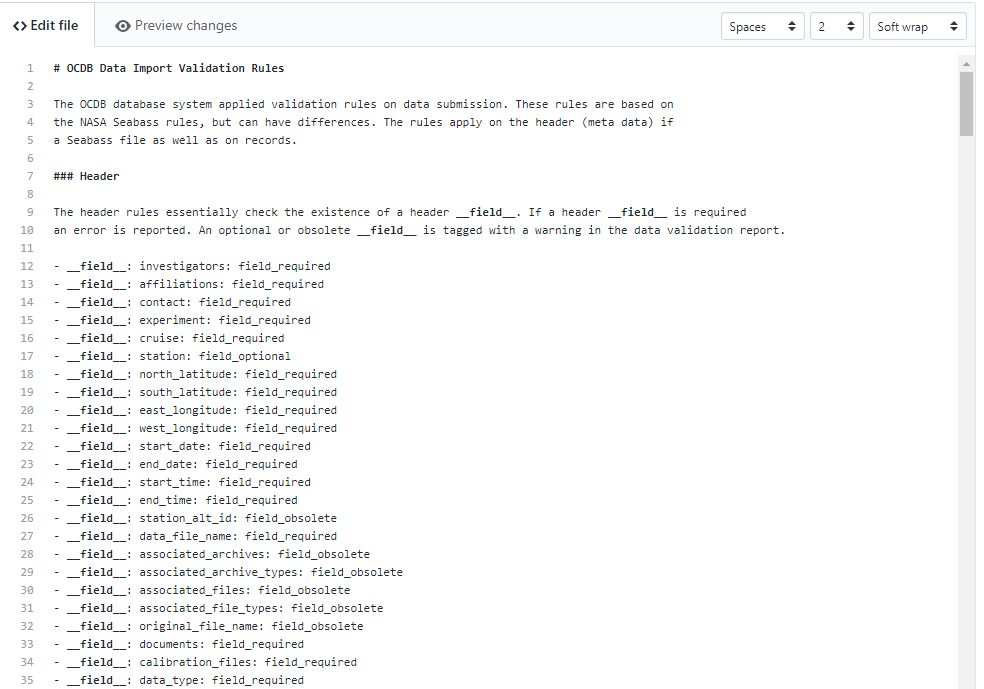 <> Edit file
Preview changes
Spaces
2
Soft wrap
1 # OCDB Data Import Validation Rules
2
3 The OCDB database system applied validation rules on data submission. These rules are based on
4 the NASA Seabass rules, but can have differences. The rules apply on the header (meta data) if
5 a Seabass file as well as on records.
6
7 ### Header
8
9 The header rules essentially check the existence of a header __field__. If a header __field__ is required
10 an error is reported. An optional or obsolete __field__ is tagged with a warning in the data validation report.
11
12 - __field__: investigators: field_required
13 - __field__: affiliations: field_required
14 - __field__: contact: field_required
15 - __field__: experiment: field_required
16 - __field__: cruise: field_required
17 - __field__: station: field_optional
18 - __field__: north_latitude: field_required
19 - __field__: south_latitude: field_required
20 - __field__: east_longitude: field_required
21 - __field__: west_longitude: field_required
22 - __field__: start_date: field_required
23 - __field__: end_date: field_required
24 - __field__: start_time: field_required
25 - __field__: end_time: field_required
26 - __field__: station_alt_id: field_obsolete
27 - __field__: data_file_name: field_required
28 - __field__: associated_archives: field_obsolete
29 - __field__: associated_archive_types: field_obsolete
30 - __field__: associated_files: field_obsolete
31 - __field__: associated_file_types: field_obsolete
32 - __field__: original_file_name: field_obsolete
33 - __field__: documents: field_required
34 - __field__: calibration_files: field_required
35 - __field__: data_type: field_required